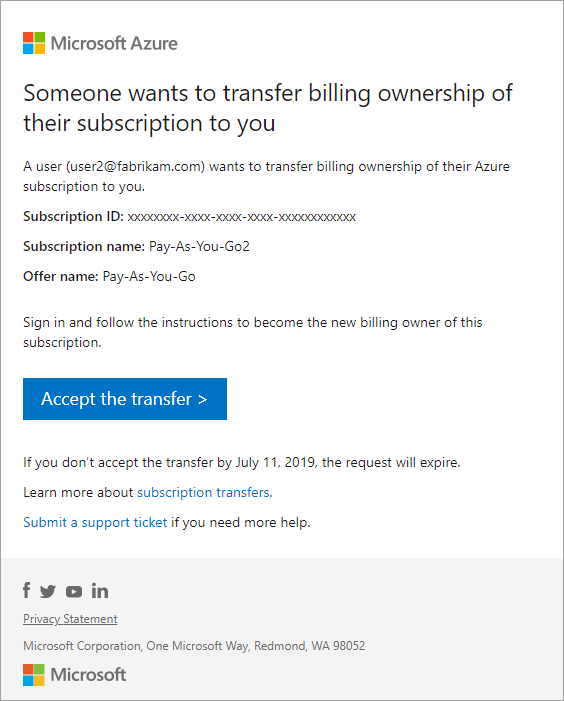 Microsoft Azure
Someone wants to transfer billing ownership of
their subscription to you
A user (user2@fabrikam.com) wants to transfer billing ownership of their Azure
subscription to you.
Subscription ID: xxxxxxxx-xxxx-xxxx-xxxx-xxxxxxxxxxxx
Subscription name: Pay-As-You-Go2
Offer name: Pay-As-You-Go
Sign in and follow the instructions to become the new billing owner of this
subscription.
Accept the transfer >
If you don’t accept the transfer by July 11, 2019, the request will expire.
Learn more about subscription transfers.
Submit a support ticket if you need more help.
Privacy Statement
Microsoft Corporation, One Microsoft Way, Redmond, WA 98052
Microsoft